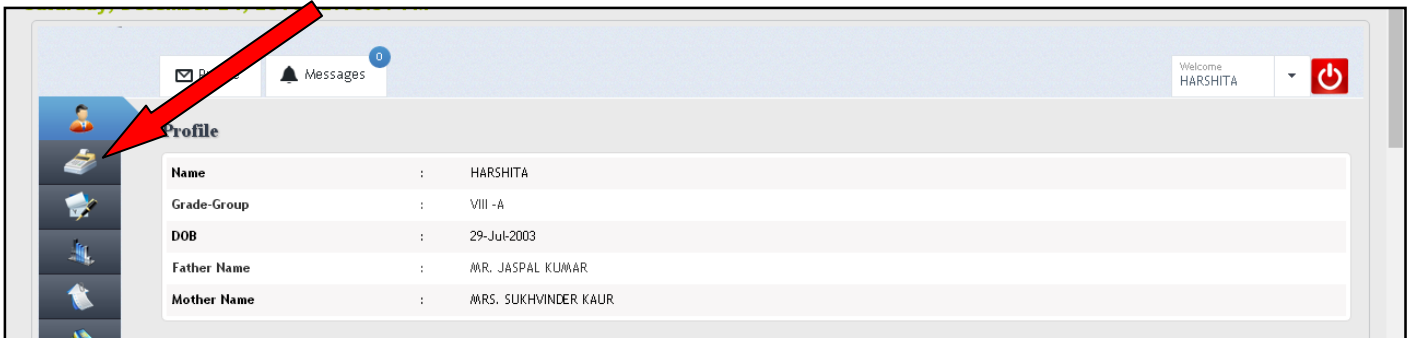 0
Messages
Welcome
HARSHITA
Profile
Name : HARSHITA
Grade-Group : VIII -A
DOB : 29-Jul-2003
Father Name : MR. JASPAL KUMAR
Mother Name : MRS. SUKHVINDER KAUR